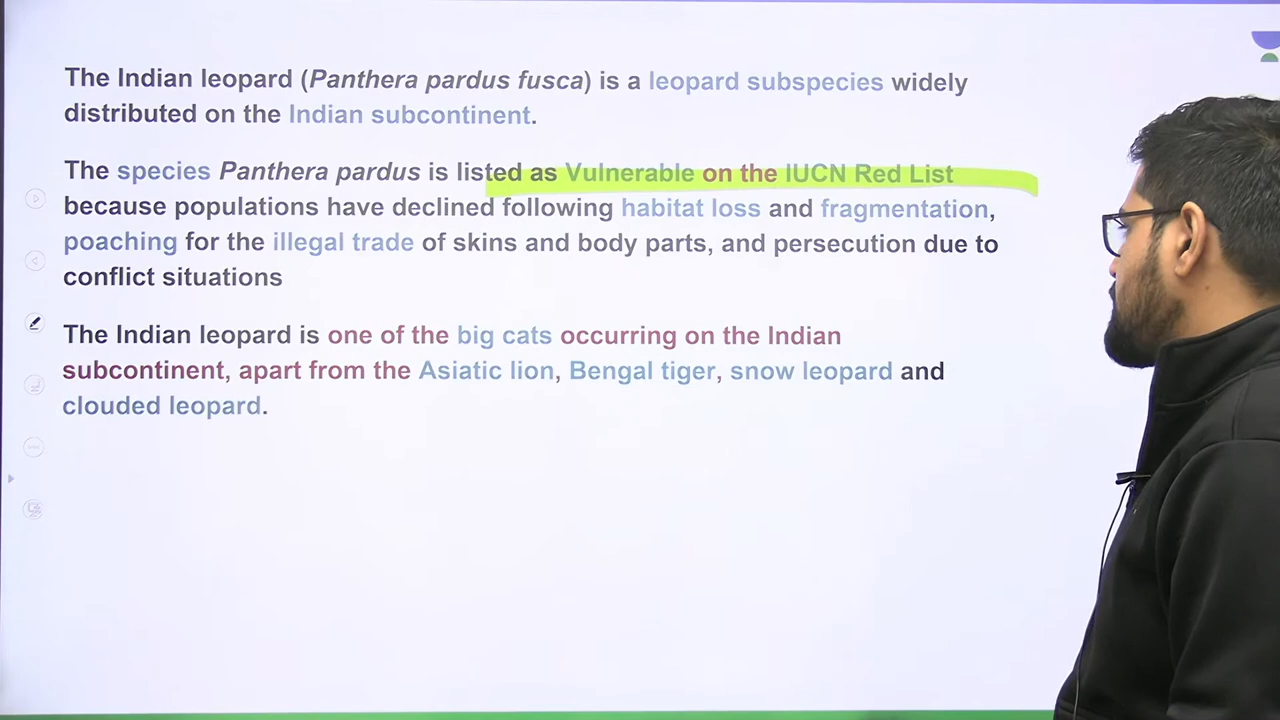 The Indian leopard (Panthera pardus fusca) is a leopard subspecies widely
distributed on the Indian subcontinent.
The species Panthera pardus is listed as Vulnerable on the IUCN Red List
because populations have declined following habitat loss and fragmentation,
poaching for the illegal trade of skins and body parts, and persecution due to
conflict situations
The Indian leopard is one of the big cats occurring on the Indian
subcontinent, apart from the Asiatic lion, Bengal tiger, snow leopard and
clouded leopard.